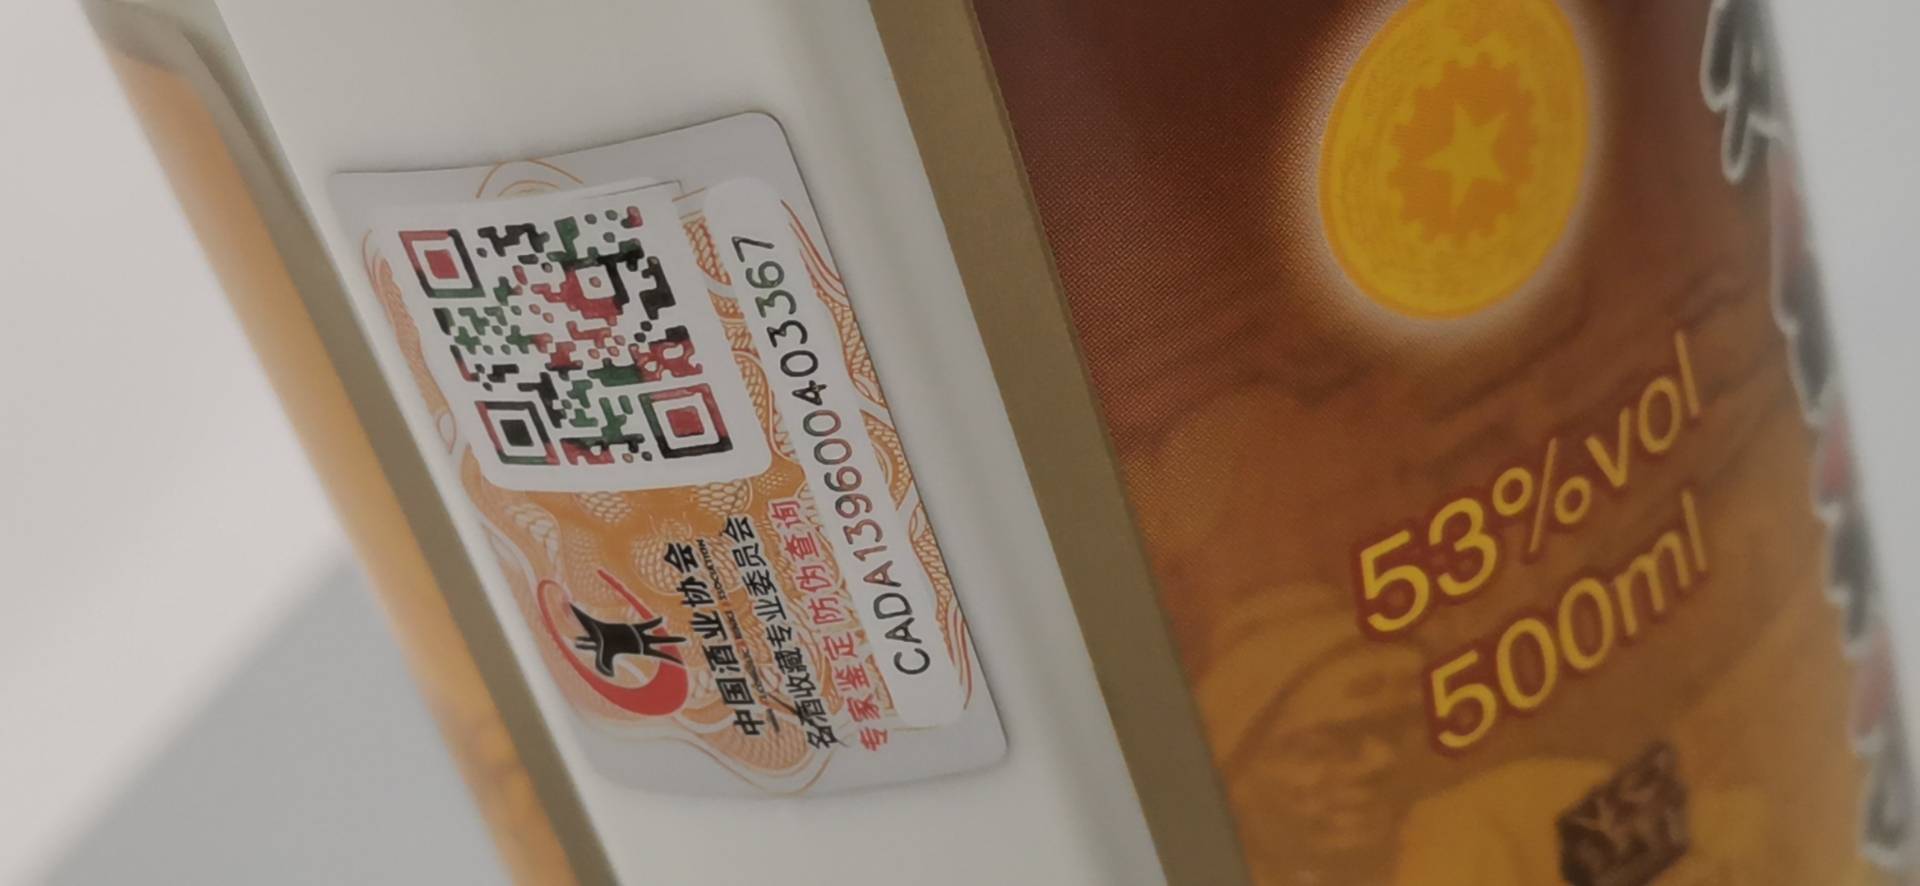 中国酒业协会
名酒收藏专业委员会
专家鉴定 防伪查询
CADA139600403367
53%vol
500ml